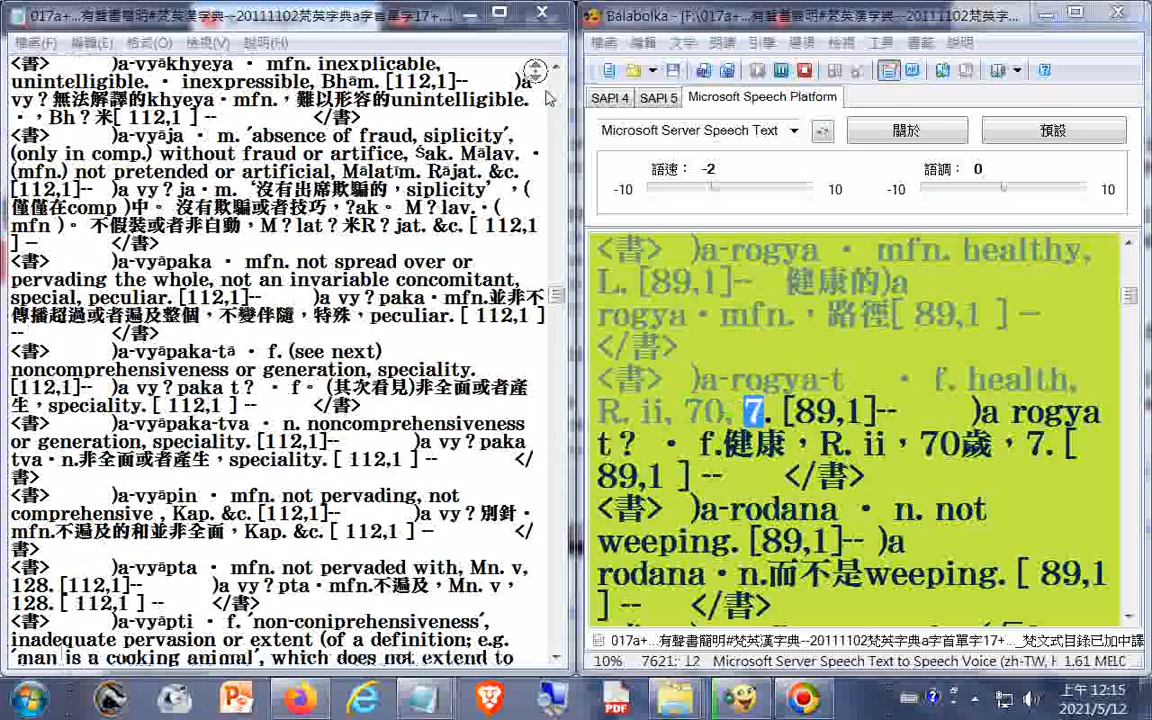 017a+...有聲書簡明#梵英漢字典--20111102梵英字典a字首單字17+...
檔案(F) 編輯(E) 格式(O) 檢視(V) 說明(H)
<書> )a-vyākhyeya · mfn. inexplicable,
unintelligible. · inexpressible, Bhām. [112,1]-- )a
vy？無法解譯的khyeya·mfn.，難以形容的unintelligible.
·，Bh？米[ 112,1 ] -- </書>
<書> )a-vyāja · m. 'absence of fraud, siplicity',
(only in comp.) without fraud or artifice, Śak. Mālav. ·
(mfn.) not pretended or artificial, Mālatīm. Rājat. &c.
[112,1]-- )a vy？ja·m.‘沒有出席欺騙的，siplicity’，(
僅僅在comp )中。 沒有欺騙或者技巧，?ak。 M？lav.·(
mfn )。 不假裝或者非自動，M？lat？米R？jat. &c. [ 112,1
] -- </書>
<書> )a-vyāpaka · mfn. not spread over or
pervading the whole, not an invariable concomitant,
special, peculiar. [112,1]-- )a vy？paka·mfn.並非不
傳播超過或者遍及整個，不變伴隨，特殊，peculiar. [ 112,1 ]
-- </書>
<書> )a-vyāpaka-tā · f. (see next)
noncomprehensiveness or generation, speciality.
[112,1]-- )a vy？paka t？ · f。 (其次看見)非全面或者產
生，speciality. [ 112,1 ] -- </書>
<書> )a-vyāpaka-tva · n. noncomprehensiveness
or generation, speciality. [112,1]-- )a vy？paka
tva·n.非全面或者產生，speciality. [ 112,1 ] -- </
書>
<書> )a-vyāpin · mfn. not pervading, not
comprehensive , Kap. &c. [112,1]-- )a vy？別針·
mfn.不遍及的和並非全面，Kap. &c. [ 112,1 ] -- </
書>
<書> )a-vyāpta · mfn. not pervaded with, Mn. v,
128. [112,1]-- )a vy？pta·mfn.不遍及，Mn. v，
128. [ 112,1 ] -- </書>
<書> )a-vyāpti · f. 'non-coniprehensiveness',
inadequate pervasion or extent (of a definition; e.g.
'man is a cooking animal', which does not extend to
Balabolka - [F:\017a+...有聲書簡明#梵英漢字典--20111102梵英字...
檔案 編輯 文字 朗讀 引擎 選項 檢視 工具 書籤 說明
SAPI 4 SAPI 5 Microsoft Speech Platform
Microsoft Server Speech Text 關於 預設
語速： -2 語調： 0
-10 10 -10 10
<書> )a-rogya · mfn. healthy,
L. [89,1]-- 健康的)a
rogya·mfn.，路徑[ 89,1 ] --
</書>
<書> )a-rogya-t · f. health,
R. ii, 70, 7. [89,1]-- )a rogya
t？ · f.健康，R. ii，70歲，7. [
89,1 ] -- </書>
<書> )a-rodana · n. not
weeping. [89,1]-- )a
rodana·n.而不是weeping. [ 89,1
] -- </書>
017a+...有聲書簡明#梵英漢字典--20111102梵英字典a字首單字17+..._梵文式目錄已加中譯
10% 7621: 12 Microsoft Server Speech Text to Speech Voice (zh-TW, H 1.61 MELC
PDF
上午 12:15
2021/5/12